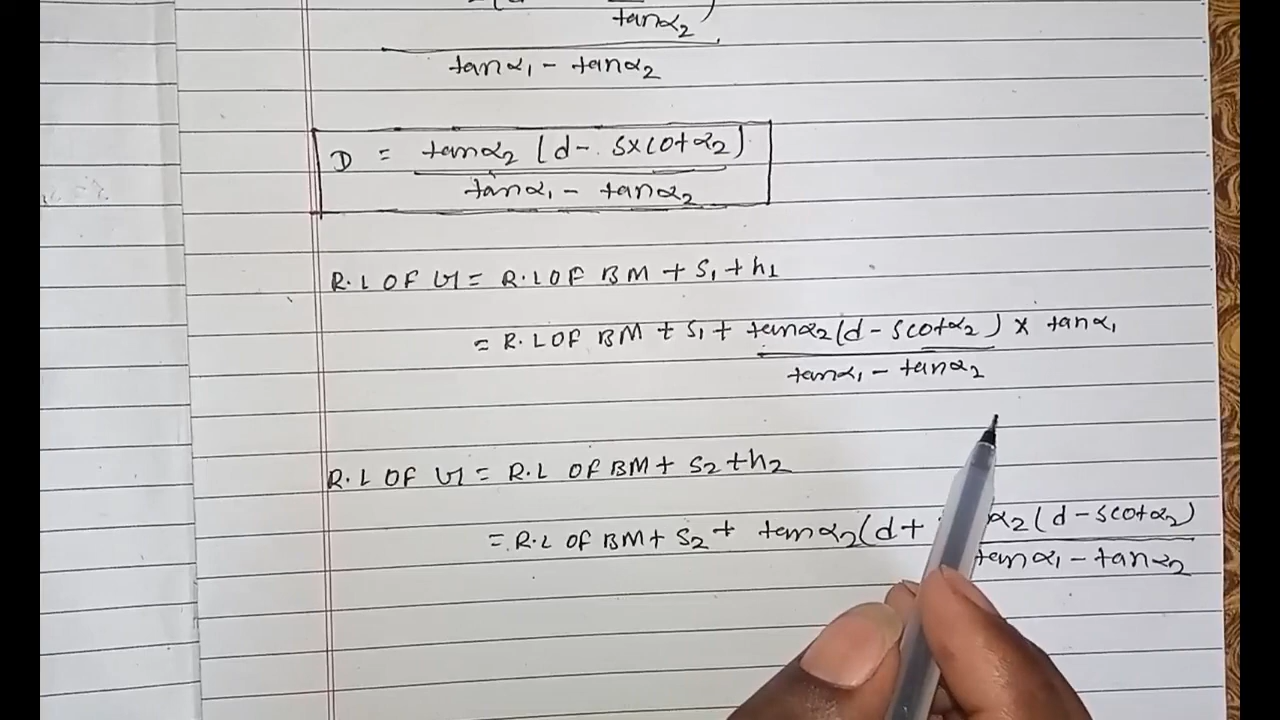 tanα₂)
tanα₁ - tanα₂
D = tanα₂ (d - S×cotα₂)
tanα₁ - tanα₂
R.L OF VI = R.L OF BM + S₁ + h₁
= R.L OF BM + S₁ + tanα₂(d - Scotα₂) × tanα₁
tanα₁ - tanα₂
R.L OF VI = R.L OF BM + S₂ + h₂
= R.L OF BM + S₂ + tanα₂(d + α₂(d - Scotα₂)
tanα₁ - tanα₂